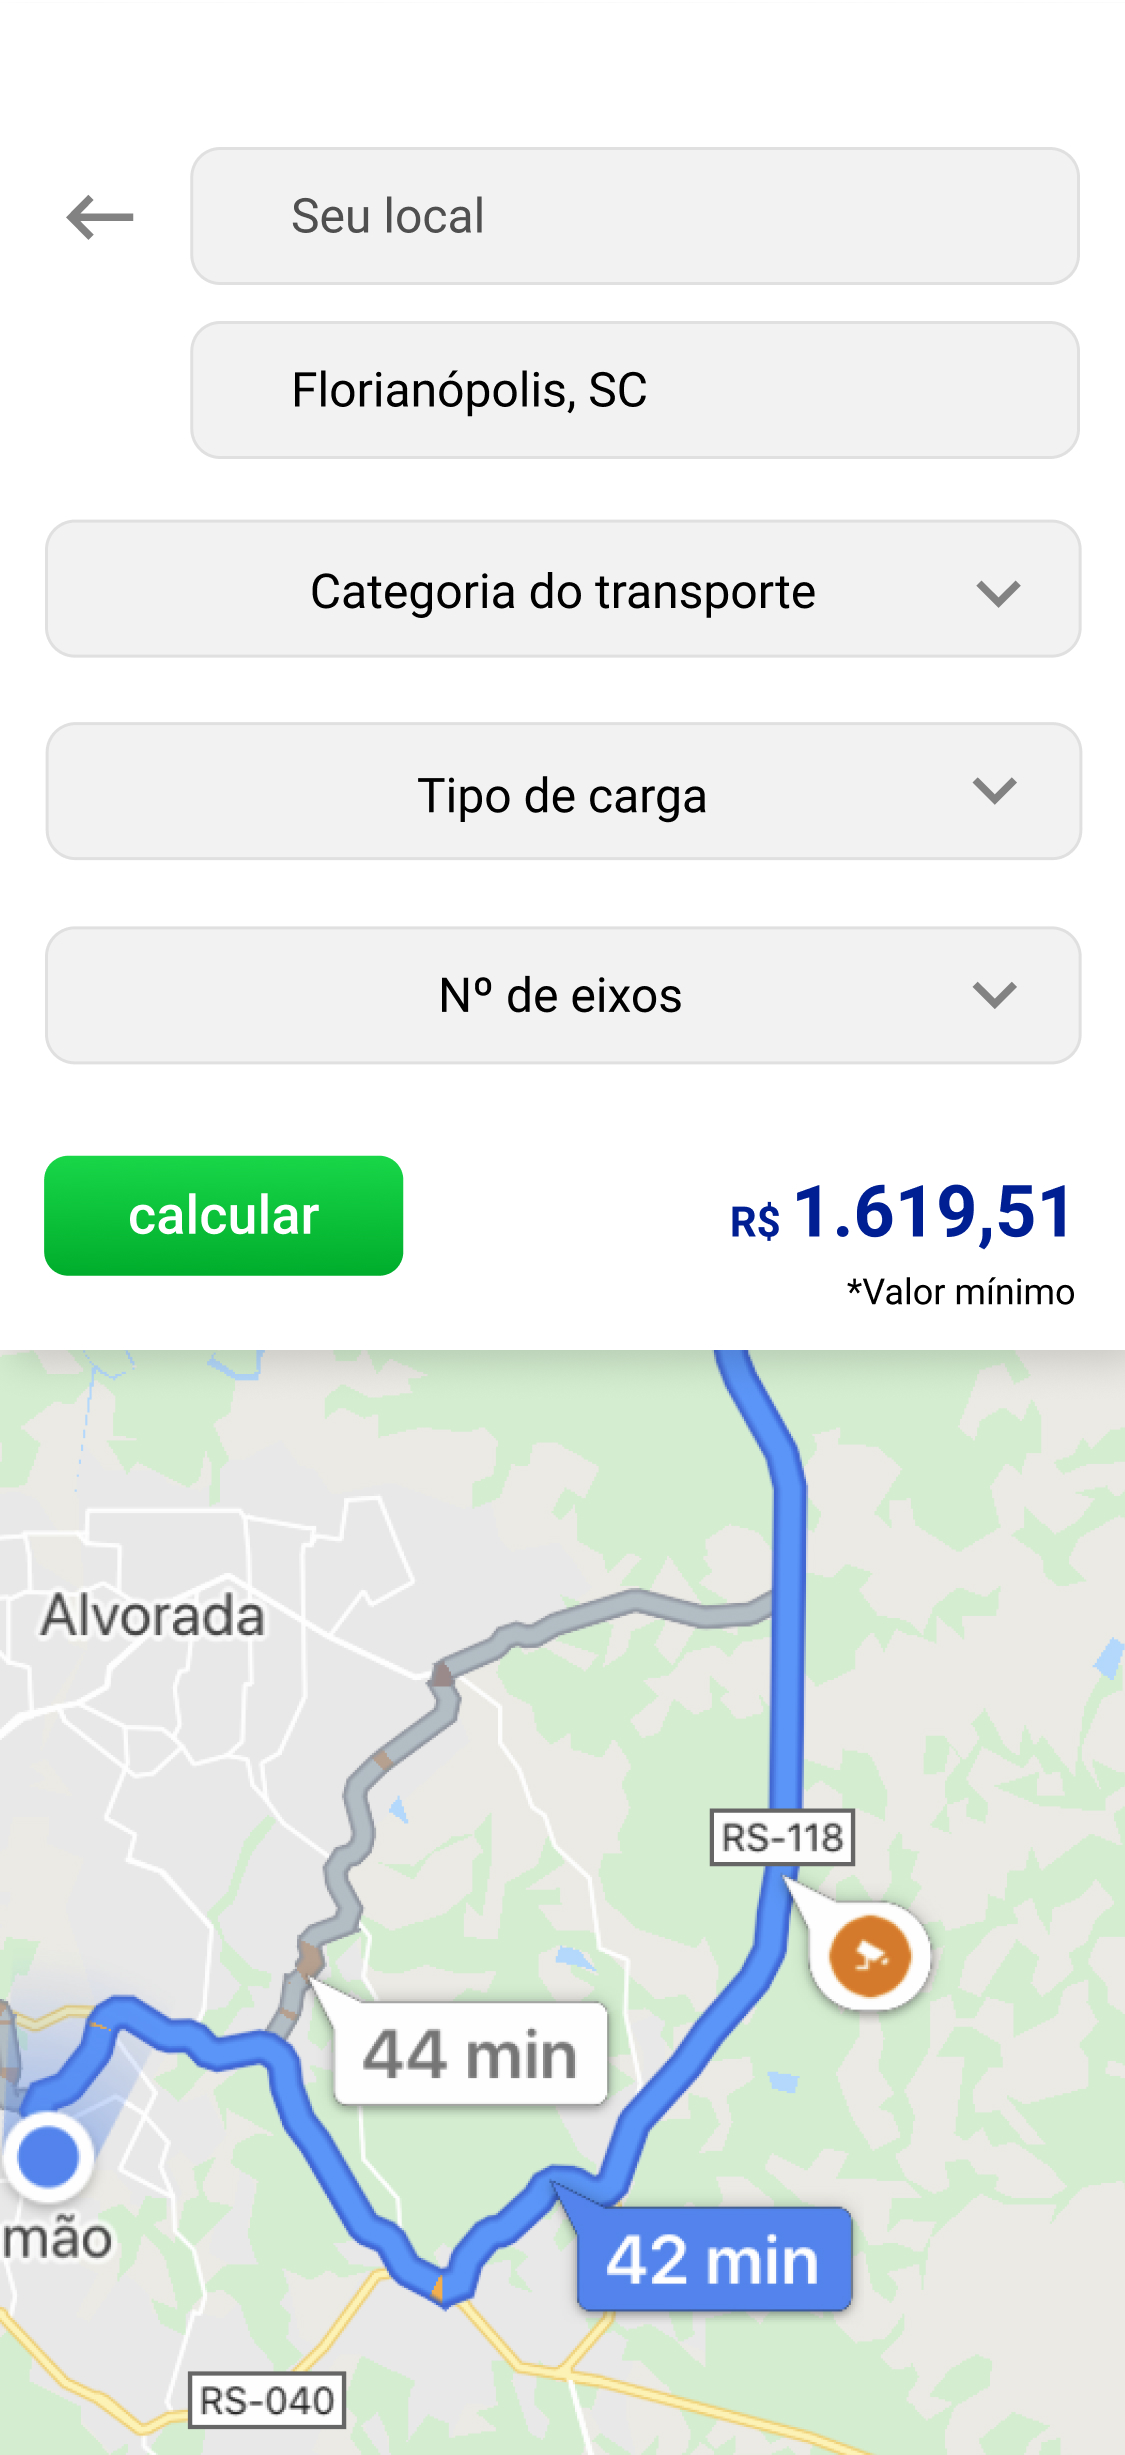 Seu local
Florianópolis, SC
Categoria do transporte
Tipo de carga
Nº de eixos
calcular
R$ 1.619,51
*Valor mínimo
Alvorada
RS-118
44 min
mão
42 min
RS-040